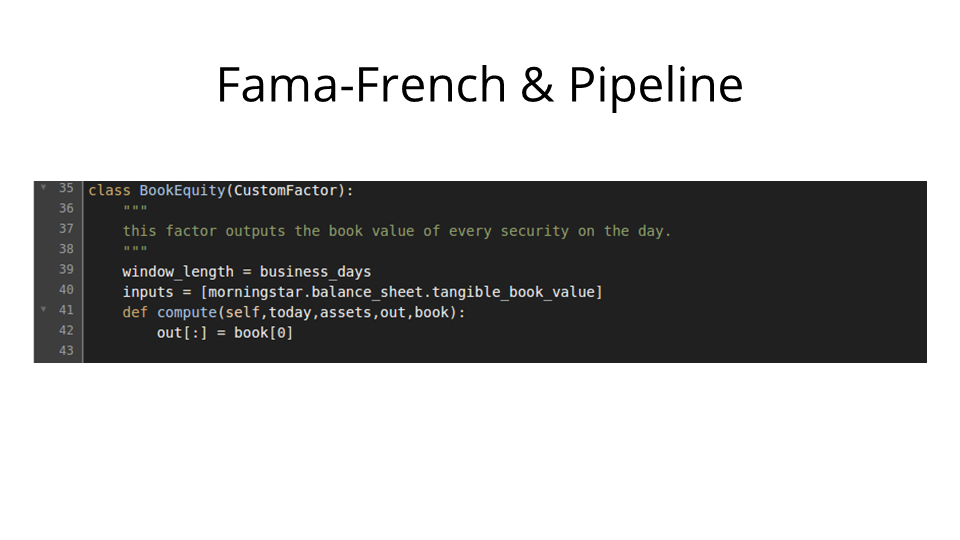 Fama-French & Pipeline
35 class BookEquity(CustomFactor):
36     """
37     this factor outputs the book value of every security on the day.
38     """
39     window_length = business_days
40     inputs = [morningstar.balance_sheet.tangible_book_value]
41     def compute(self,today,assets,out,book):
42         out[:] = book[0]
43